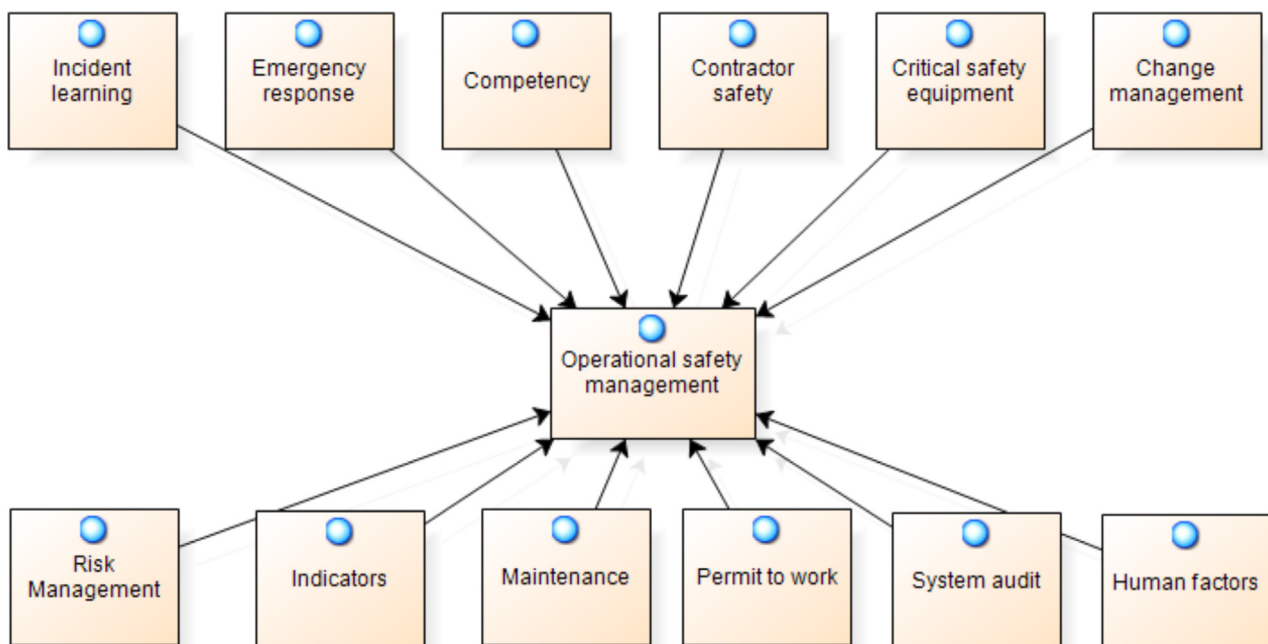 Incident
learning
Emergency
response
Competency
Contractor
safety
Critical safety
equipment
Change
management
Operational safety
management
Risk
Management
Indicators
Maintenance
Permit to work
System audit
Human factors